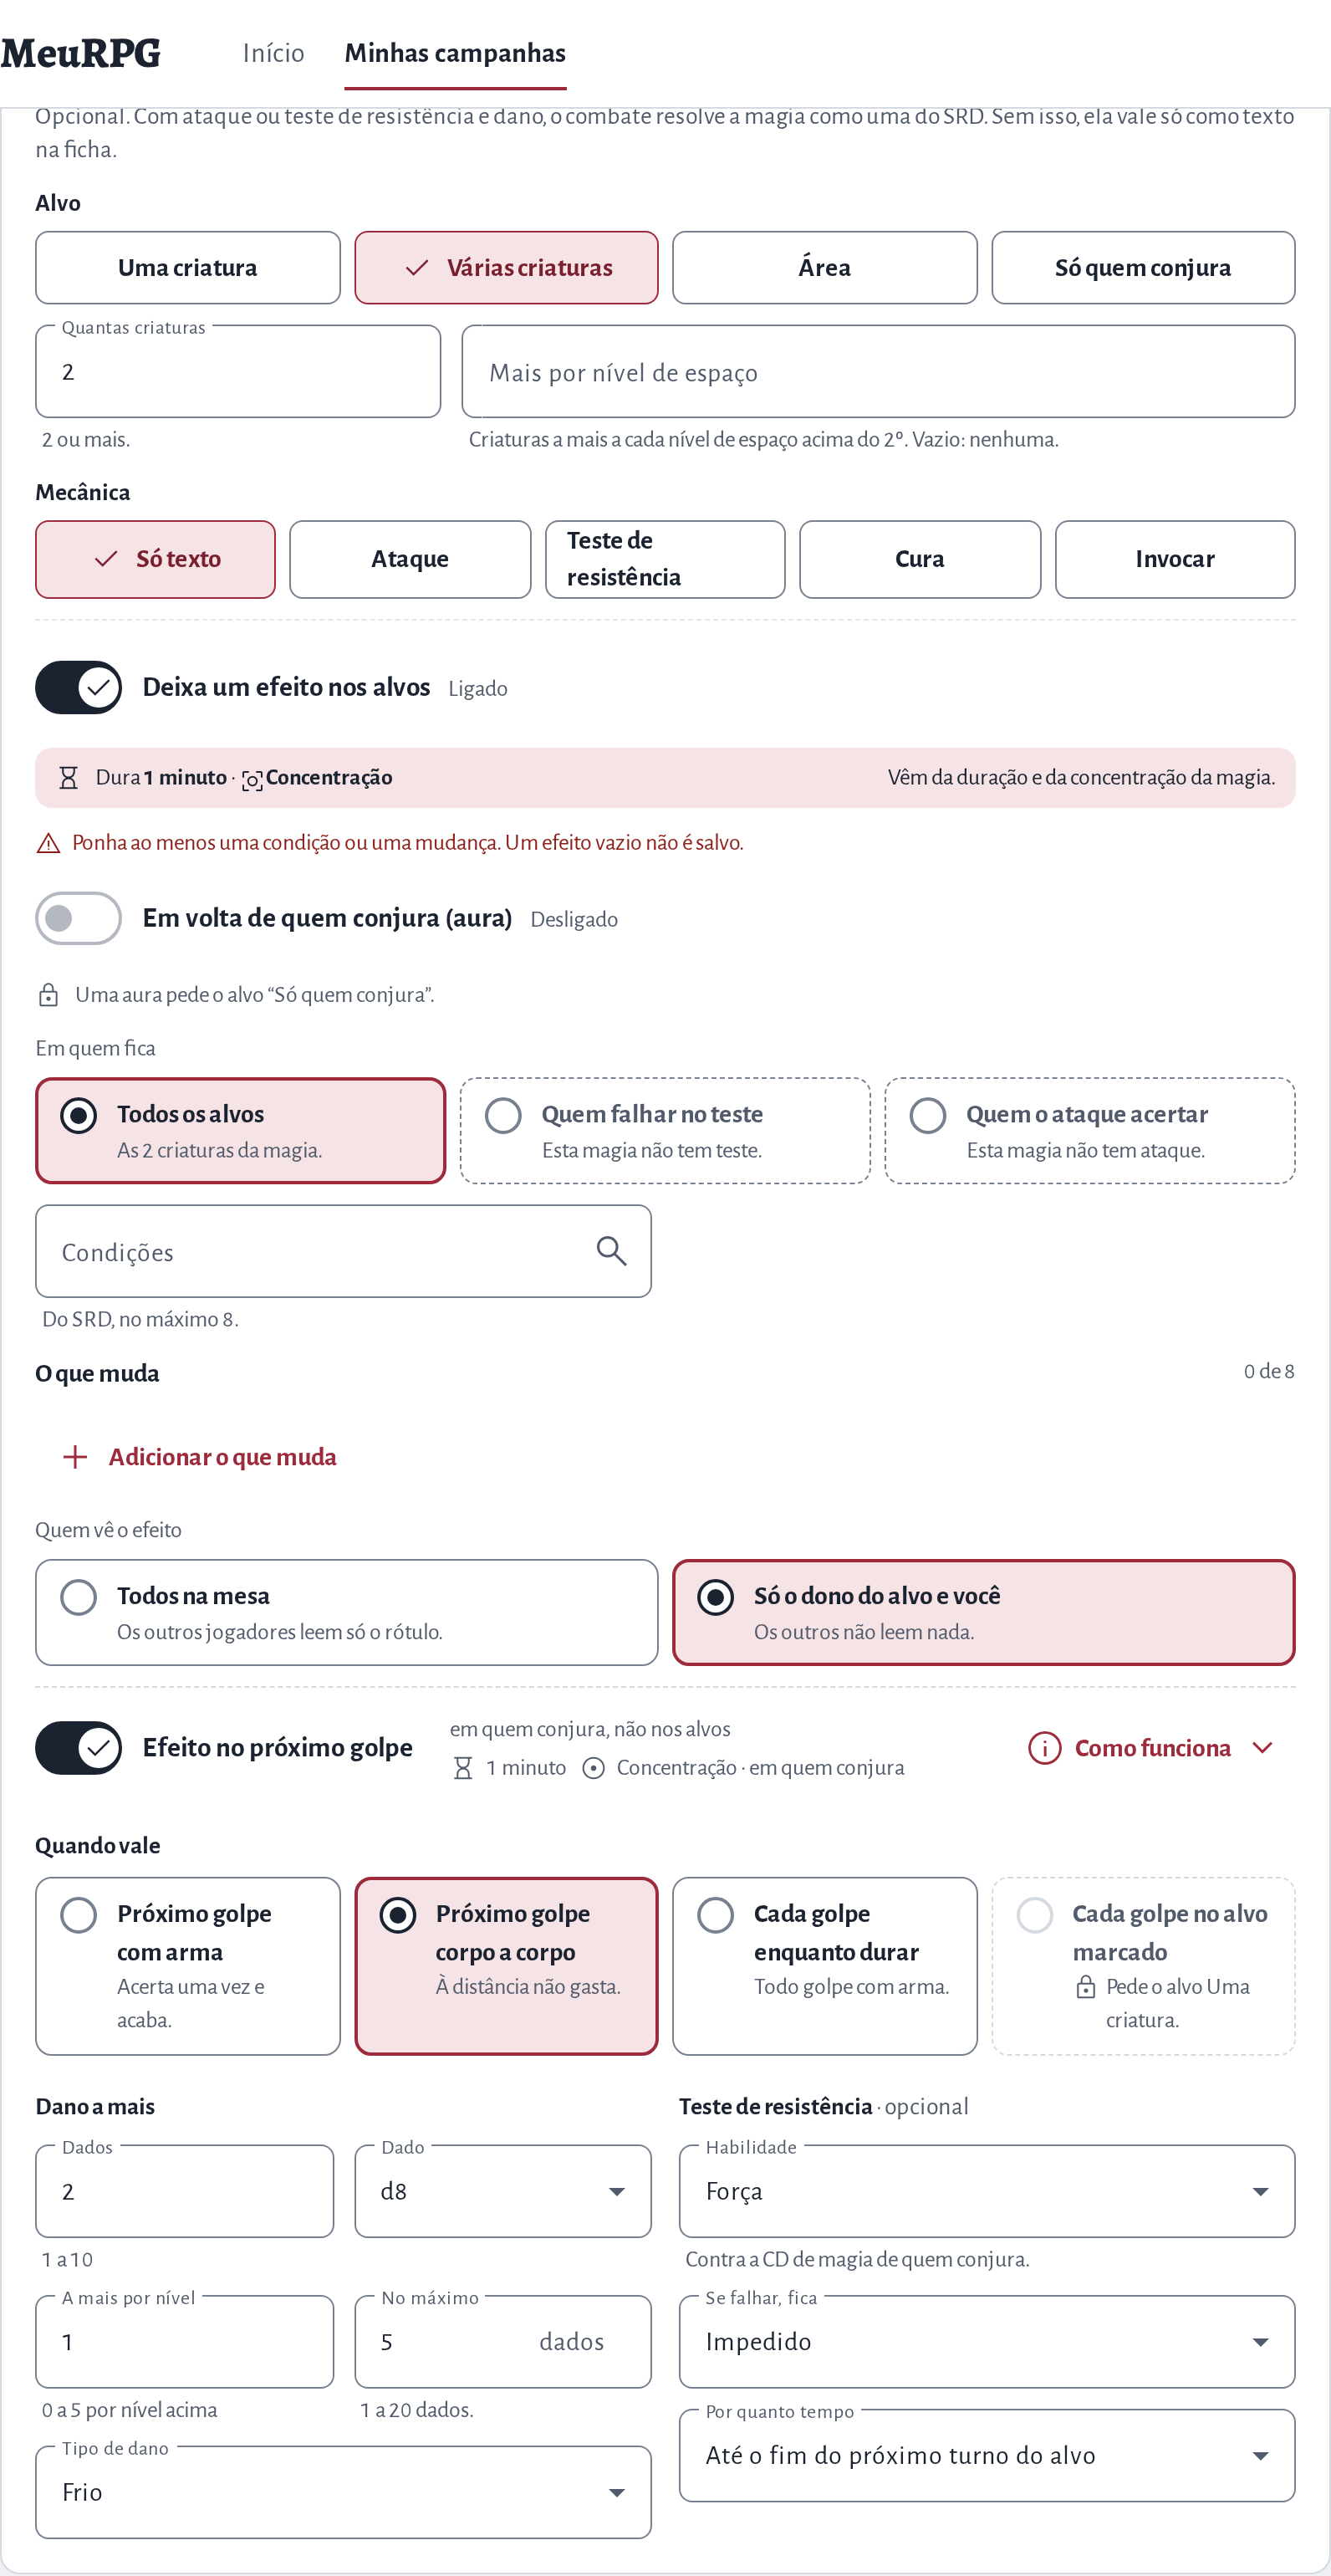 MeuRPG
Início
Minhas campanhas
Opcional. Com ataque ou teste de resistência e dano, o combate resolve a magia como uma do SRD. Sem isso, ela vale só como texto
na ficha.
Alvo
Uma criatura
Várias criaturas
Área
Só quem conjura
Quantas criaturas
2
Mais por nível de espaço
2 ou mais.
Criaturas a mais a cada nível de espaço acima do 2º. Vazio: nenhuma.
Mecânica
Só texto
Ataque
Teste de
resistência
Cura
Invocar
Deixa um efeito nos alvos
Ligado
Dura 1 minuto · Concentração
Vêm da duração e da concentração da magia.
Ponha ao menos uma condição ou uma mudança. Um efeito vazio não é salvo.
Em volta de quem conjura (aura)
Desligado
Uma aura pede o alvo “Só quem conjura”.
Em quem fica
Todos os alvos
As 2 criaturas da magia.
Quem falhar no teste
Esta magia não tem teste.
Quem o ataque acertar
Esta magia não tem ataque.
Condições
Do SRD, no máximo 8.
O que muda
0 de 8
Adicionar o que muda
Quem vê o efeito
Todos na mesa
Os outros jogadores leem só o rótulo.
Só o dono do alvo e você
Os outros não leem nada.
Efeito no próximo golpe
em quem conjura, não nos alvos
1 minuto
Concentração · em quem conjura
Como funciona
Quando vale
Próximo golpe
com arma
Acerta uma vez e
acaba.
Próximo golpe
corpo a corpo
À distância não gasta.
Cada golpe
enquanto durar
Todo golpe com arma.
Cada golpe no alvo
marcado
Pede o alvo Uma
criatura.
Dano a mais
Dados
2
1 a 10
Dado
d8
A mais por nível
1
0 a 5 por nível acima
No máximo
5
dados
1 a 20 dados.
Tipo de dano
Frio
Teste de resistência · opcional
Habilidade
Força
Contra a CD de magia de quem conjura.
Se falhar, fica
Impedido
Por quanto tempo
Até o fim do próximo turno do alvo